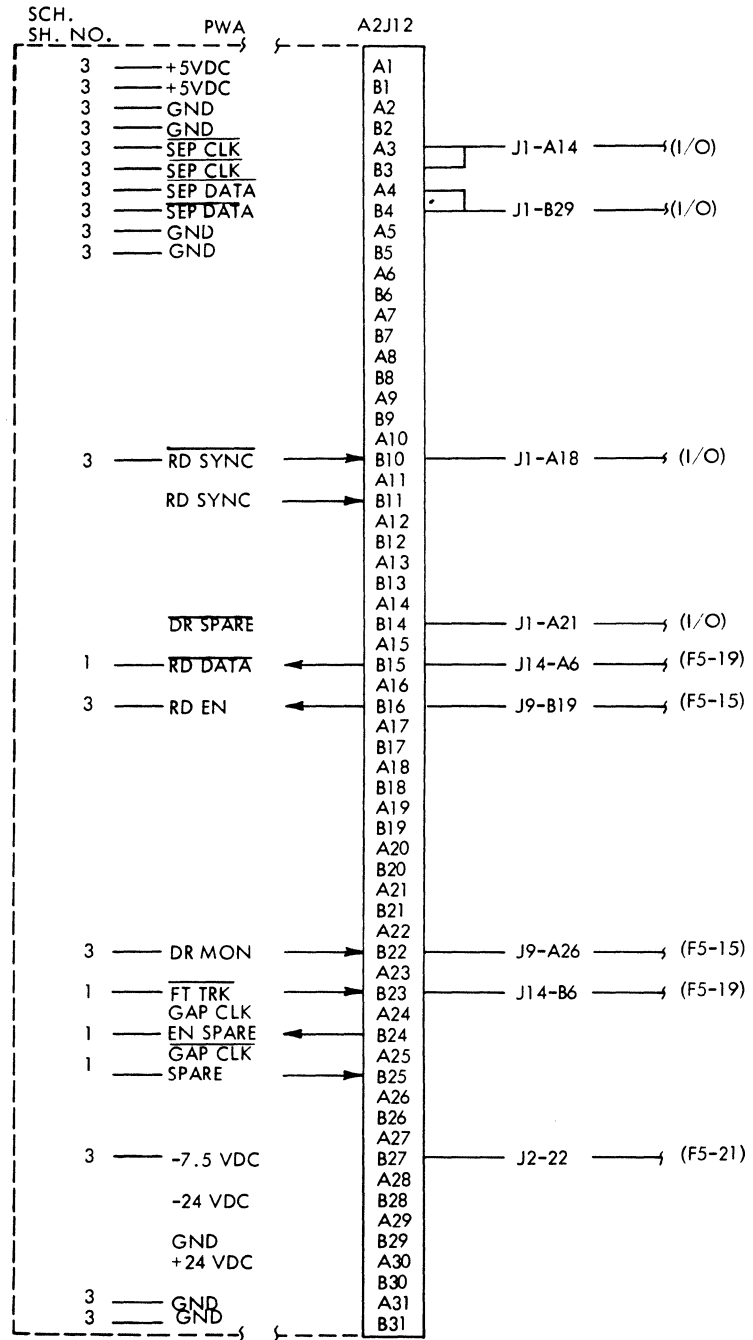 SCH.
SH. NO. PWA A2J12
3 +5VDC A1
3 +5VDC B1
3 GND A2
3 GND B2
3 SEP CLK A3 J1-A14 (I/O)
3 SEP CLK B3
3 SEP DATA A4
3 SEP DATA B4 J1-B29 (I/O)
3 GND A5
3 GND B5
A6
B6
A7
B7
A8
B8
A9
B9
A10
3 RD SYNC B10 J1-A18 (I/O)
A11
RD SYNC B11
A12
B12
A13
B13
A14
DR SPARE B14 J1-A21 (I/O)
A15
1 RD DATA B15 J14-A6 (F5-19)
A16
3 RD EN B16 J9-B19 (F5-15)
A17
B17
A18
B18
A19
B19
A20
B20
A21
B21
A22
3 DR MON B22 J9-A26 (F5-15)
A23
1 FT TRK B23 J14-B6 (F5-19)
GAP CLK A24
1 EN SPARE B24
GAP CLK A25
1 SPARE B25
A26
B26
A27
3 -7.5 VDC B27 J2-22 (F5-21)
A28
-24 VDC B28
A29
GND B29
+24 VDC A30
B30
3 GND A31
3 GND B31